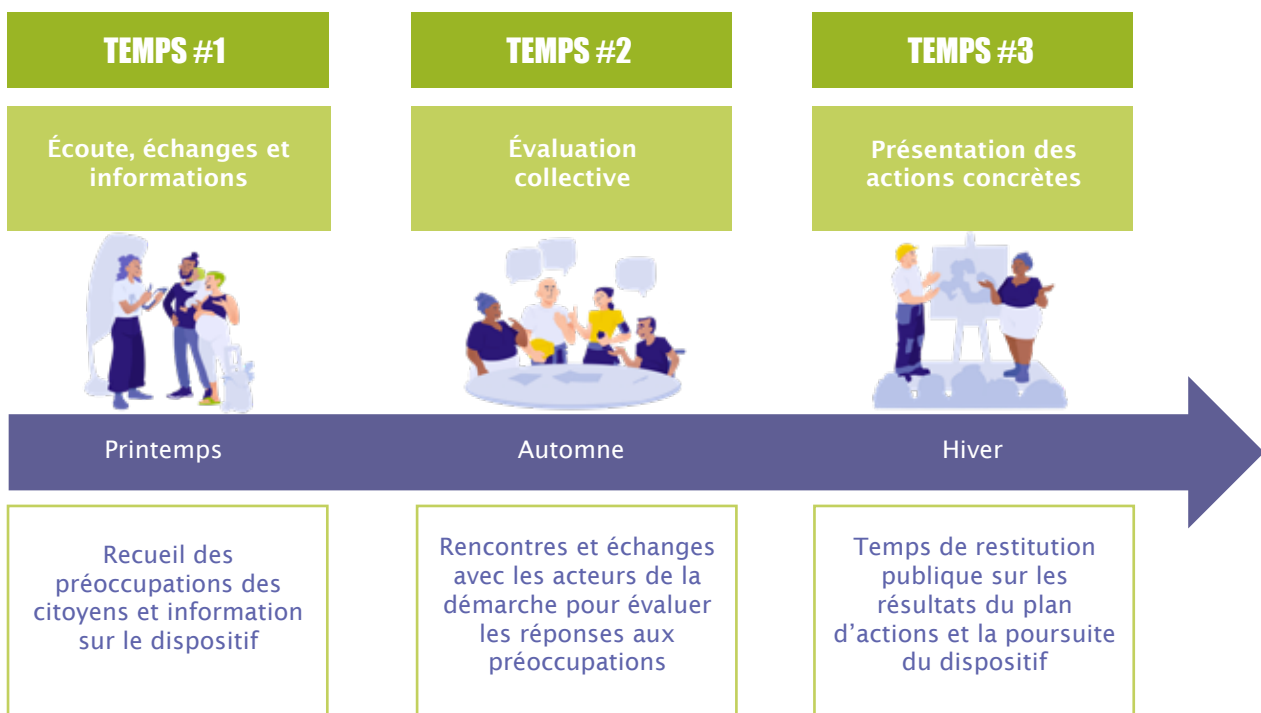 TEMPS #1
TEMPS #2
TEMPS #3
Écoute, échanges et
informations
Évaluation
collective
Présentation des
actions concrètes
Printemps
Automne
Hiver
Recueil des
préoccupations des
citoyens et information
sur le dispositif
Rencontres et échanges
avec les acteurs de la
démarche pour évaluer
les réponses aux
préoccupations
Temps de restitution
publique sur les
résultats du plan
d’actions et la poursuite
du dispositif